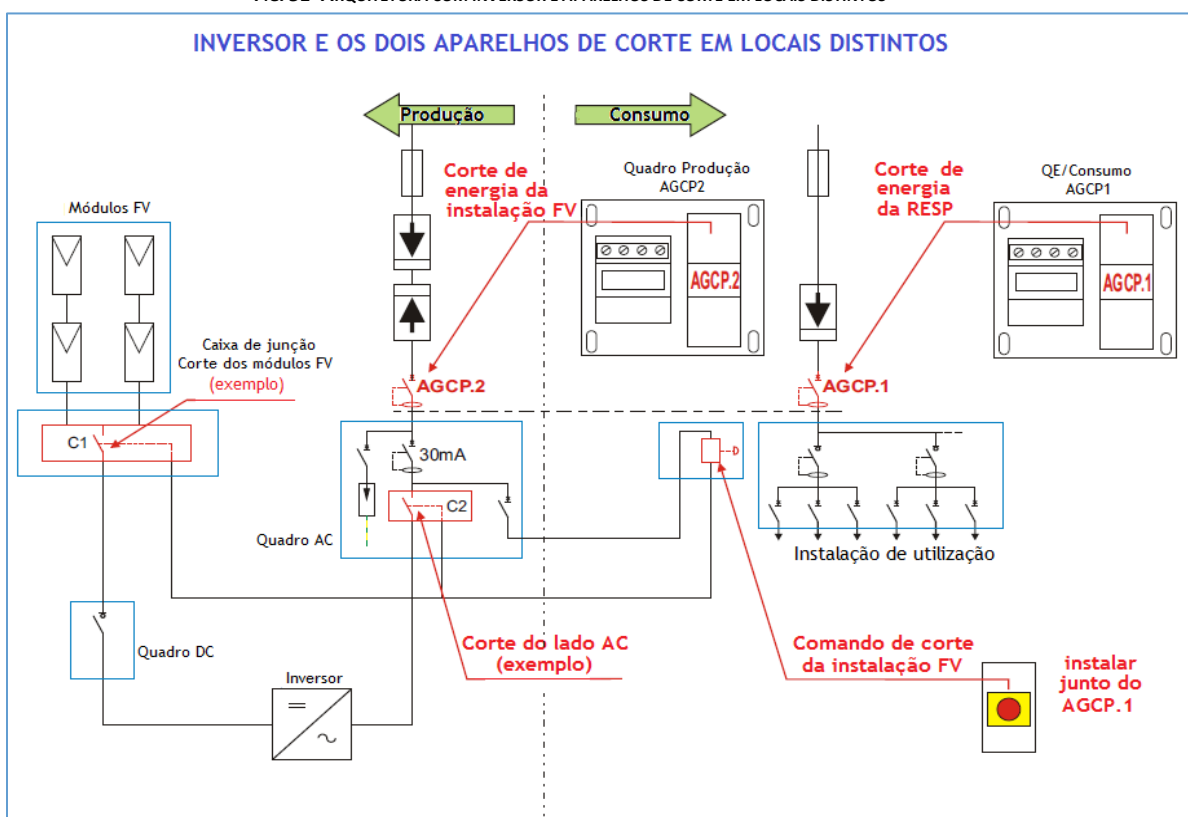 INVERSOR E OS DOIS APARELHOS DE CORTE EM LOCAIS DISTINTOS
Produção
Consumo
Módulos FV
Corte de
energia da
instalação FV
Quadro Produção
AGCP2
AGCP.2
Corte de
energia
da RESP
QE/Consumo
AGCP1
AGCP.1
Caixa de junção
Corte dos módulos FV
(exemplo)
AGCP.2
AGCP.1
C1
30mA
C2
Quadro AC
Instalação de utilização
Quadro DC
Corte do lado AC
(exemplo)
Comando de corte
da instalação FV
instalar
junto do
AGCP.1
Inversor